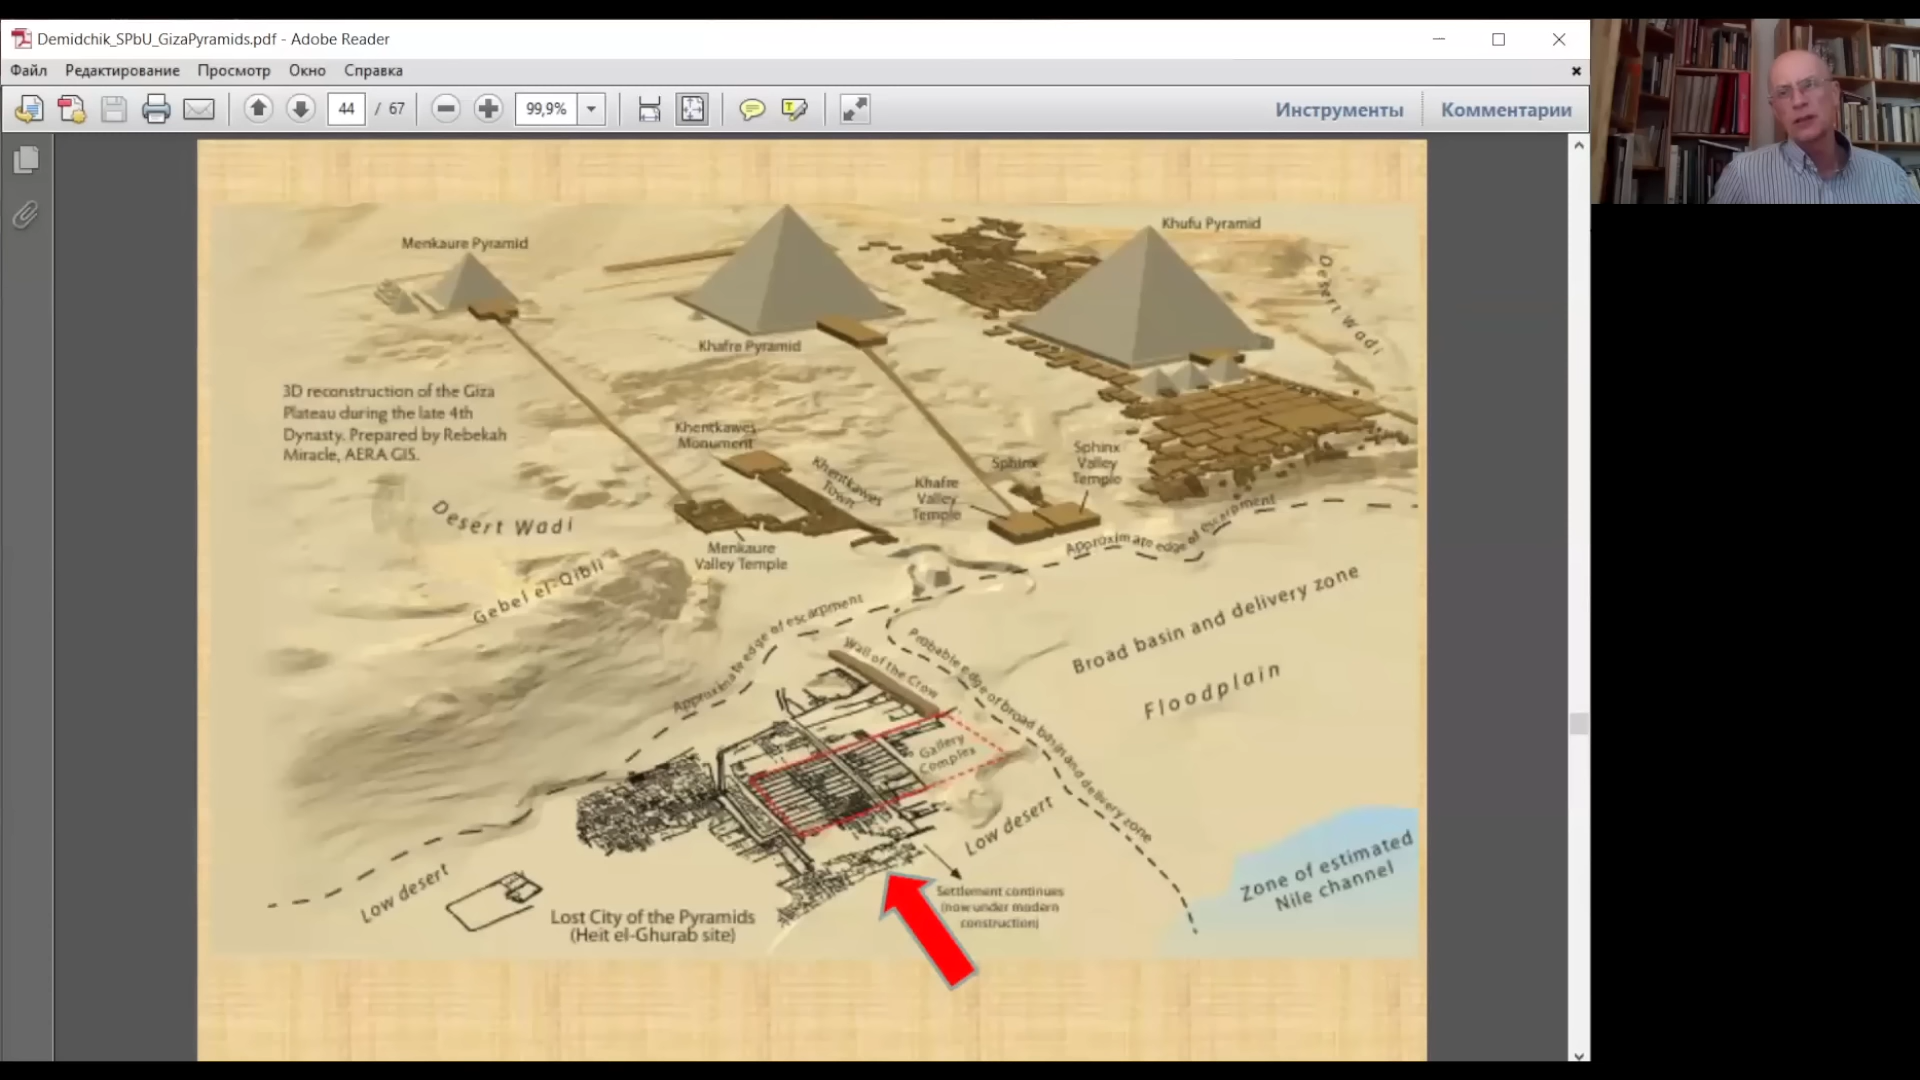 Demidchik_SPbU_GizaPyramids.pdf - Adobe Reader
Файл Редактирование Просмотр Окно Справка
44 / 67
99,9%
Инструменты
Комментарии
Khufu Pyramid
Menkaure Pyramid
Desert Wadi
Khafre Pyramid
3D reconstruction of the Giza
Plateau during the late 4th
Dynasty. Prepared by Rebekah
Miracle, AERA GIS.
Khentkawes
Monument
Khentkawes
Town
Sphinx
Sphinx
Valley
Temple
Khafre
Valley
Temple
Desert Wadi
Menkaure
Valley Temple
Approximate edge of escarpment
Gebel el-Qibli
Broad basin and delivery zone
Approximate edge of escarpment
Wall of the Crow
Probable edge of broad basin and delivery zone
Floodplain
Gallery
Complex
Low desert
Zone of estimated
Nile channel
Low desert
Settlement continues
(now under modern
construction)
Lost City of the Pyramids
(Heit el-Ghurab site)